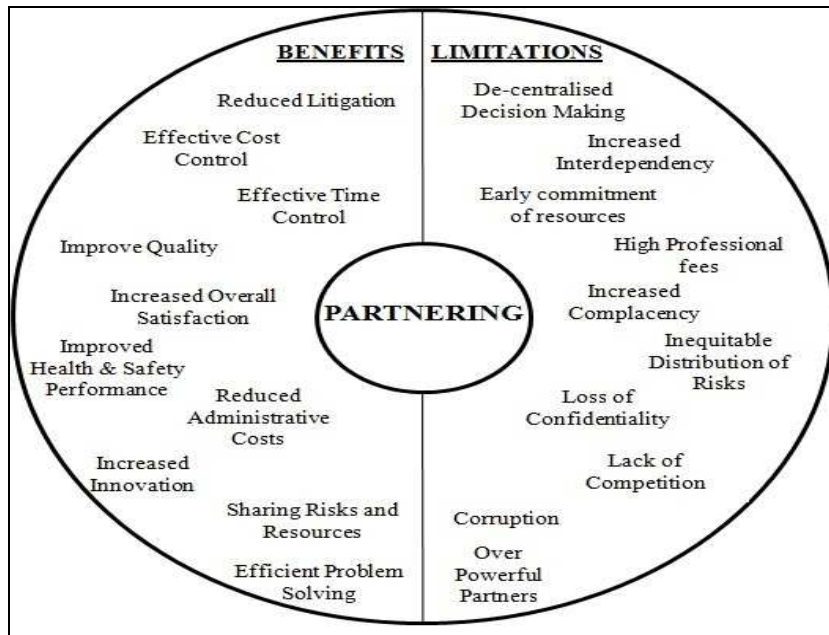 BENEFITS
Reduced Litigation
Effective Cost
Control
Effective Time
Control
Improve Quality
Increased Overall
Satisfaction
Improved
Health & Safety
Performance
Reduced
Administrative
Costs
Increased
Innovation
Sharing Risks and
Resources
Efficient Problem
Solving
PARTNERING
LIMITATIONS
De-centralised
Decision Making
Increased
Interdependency
Early commitment
of resources
High Professional
fees
Increased
Complacency
Inequitable
Distribution of
Risks
Loss of
Confidentiality
Lack of
Competition
Corruption
Over
Powerful
Partners